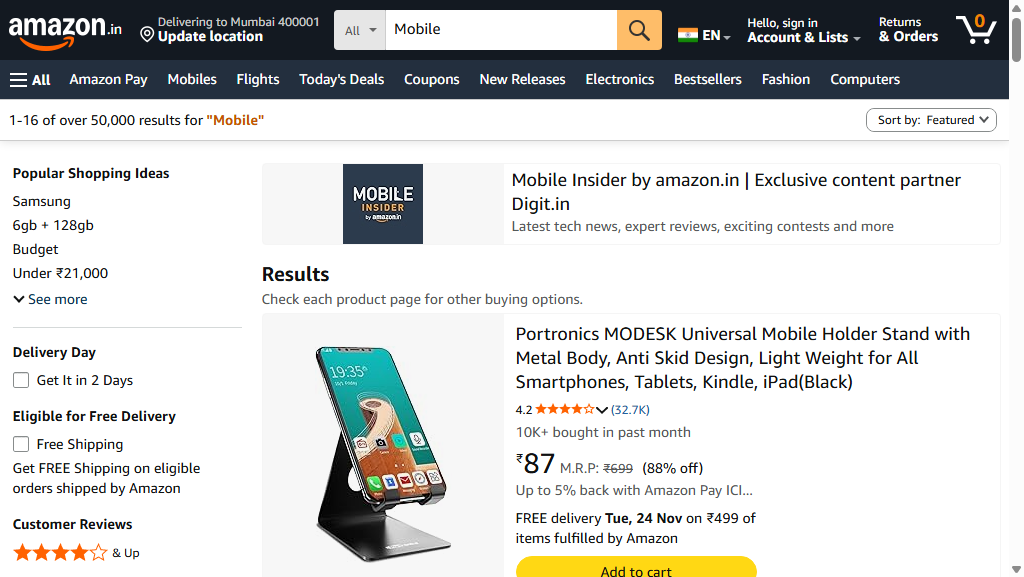 amazon.in
Delivering to Mumbai 400001
Update location
All
Mobile
EN
Hello, sign in
Account & Lists
Returns
& Orders
0
All
Amazon Pay
Mobiles
Flights
Today's Deals
Coupons
New Releases
Electronics
Bestsellers
Fashion
Computers
1-16 of over 50,000 results for "Mobile"
Sort by: Featured
Popular Shopping Ideas
Samsung
6gb + 128gb
Budget
Under ₹21,000
See more
Delivery Day
Get It in 2 Days
Eligible for Free Delivery
Free Shipping
Get FREE Shipping on eligible
orders shipped by Amazon
Customer Reviews
& Up
MOBILE
INSIDER
by amazon.in
Mobile Insider by amazon.in | Exclusive content partner
Digit.in
Latest tech news, expert reviews, exciting contests and more
Results
Check each product page for other buying options.
19:35
Portronics MODESK Universal Mobile Holder Stand with
Metal Body, Anti Skid Design, Light Weight for All
Smartphones, Tablets, Kindle, iPad(Black)
4.2 (32.7K)
10K+ bought in past month
₹87 M.R.P: ₹699 (88% off)
Up to 5% back with Amazon Pay ICI...
FREE delivery Tue, 24 Nov on ₹499 of
items fulfilled by Amazon
Add to cart